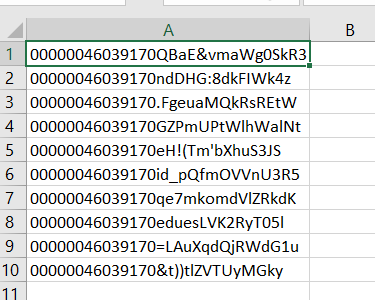 A B
1 00000046039170QBaE&vmaWg0SkR3
2 00000046039170ndDHG:8dkFIWk4z
3 00000046039170.FgeuaMQkRsREtW
4 00000046039170GZPmUPtWlhWalNt
5 00000046039170eH!(Tm'bXhuS3JS
6 00000046039170id_pQfmOVVnU3R5
7 00000046039170qe7mkomdVlZRkdK
8 00000046039170eduesLVK2RyT05l
9 00000046039170=LAuXqdQjRWdG1u
10 00000046039170&t))tlZVTUyMGky
11